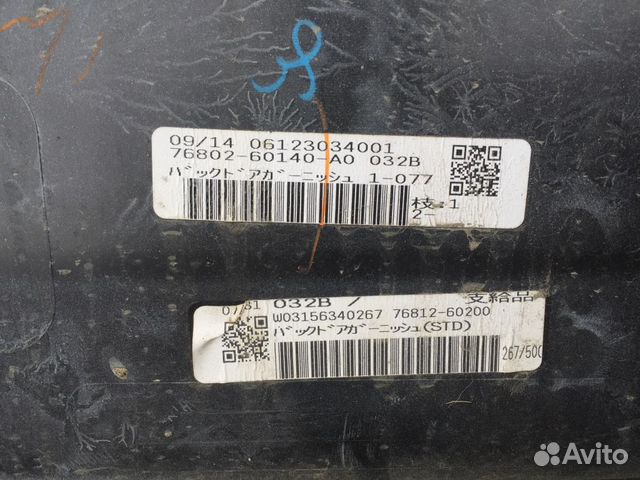 09/14 06123034001
76802-60140-A0 032B
バックドアガーニッシュ 1-077
枝:1
2-
07/31 032B / 支給品
W03156340267 76812-60200
バックドアガーニッシュ(STD)
267/500
Avito